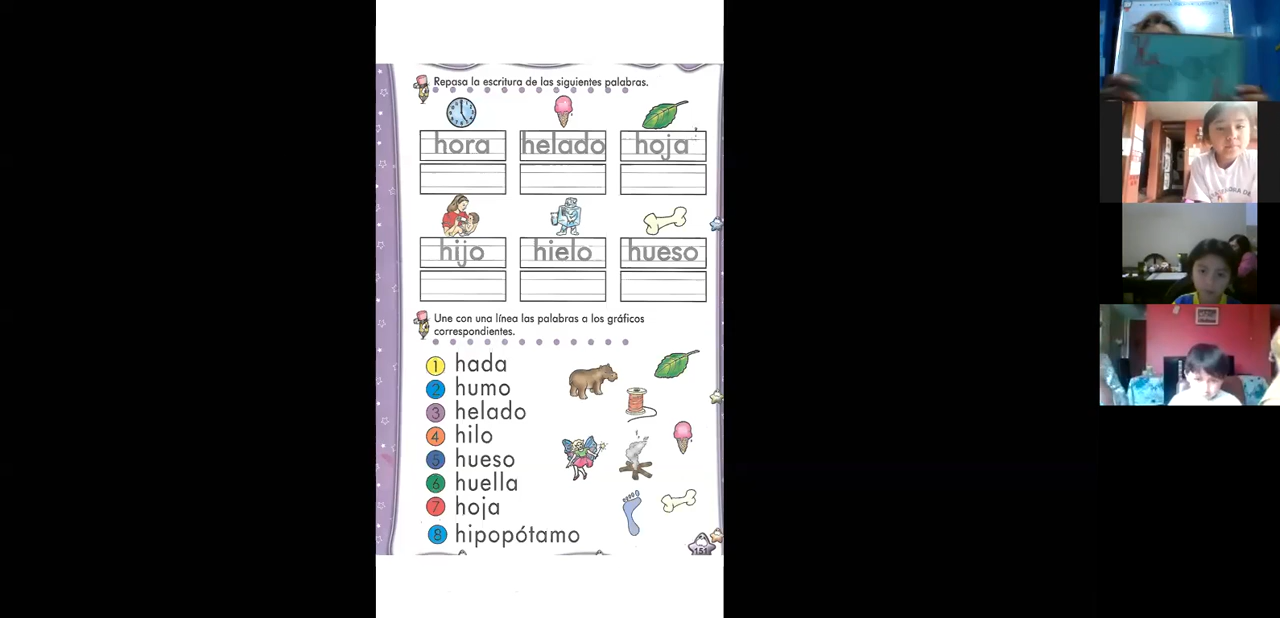 Repasa la escritura de las siguientes palabras.
hora helado hoja
hijo hielo hueso
Une con una línea las palabras a los gráficos
correspondientes.
1 hada
2 humo
3 helado
4 hilo
5 hueso
6 huella
7 hoja
8 hipopótamo
151